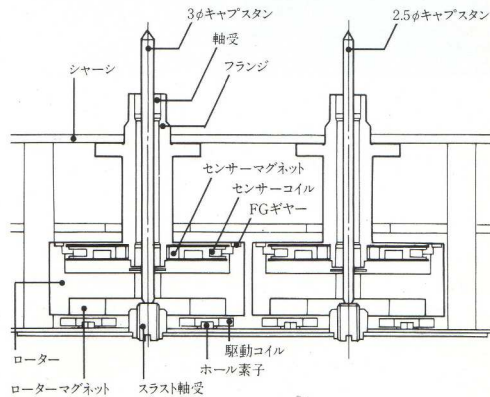 3φキャプスタン
2.5φキャプスタン
軸受
フランジ
シャーシ
センサーマグネット
センサーコイル
FGギヤー
駆動コイル
ホール素子
ローター
ローターマグネット
スラスト軸受